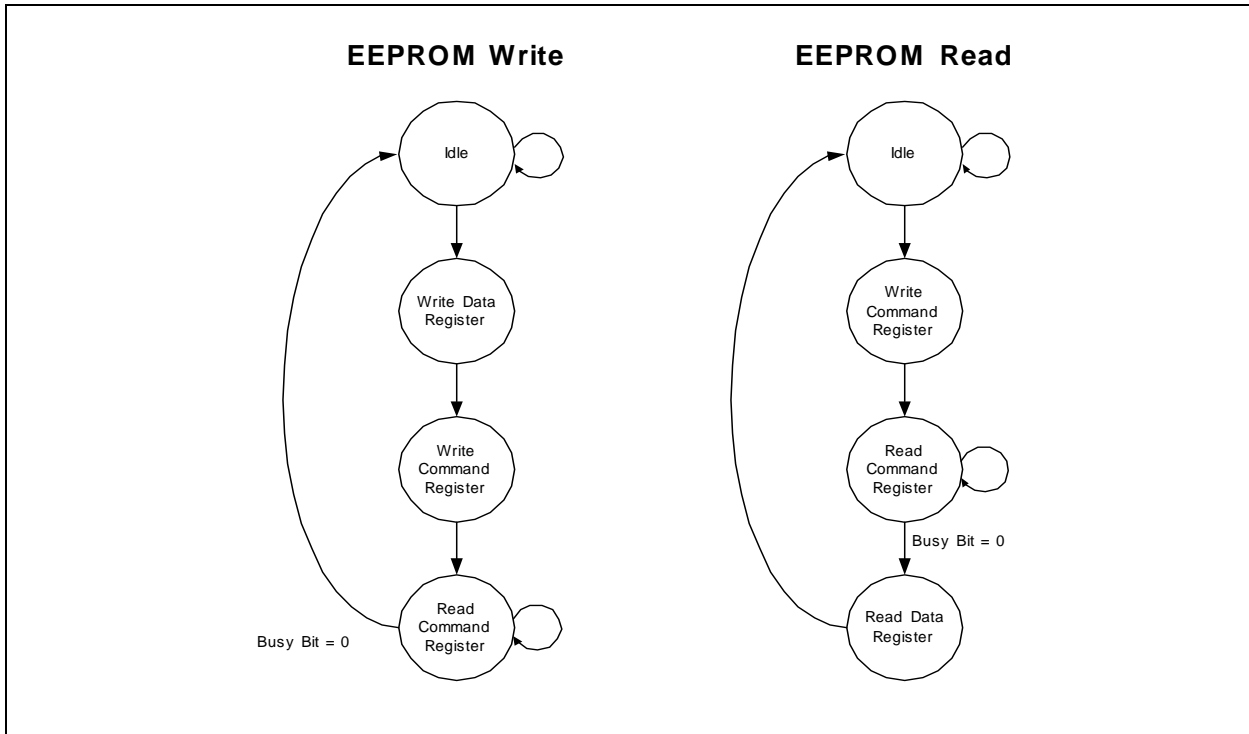 EEPROM Write
Idle
Write Data
Register
Write
Command
Register
Read
Command
Register
Busy Bit = 0
EEPROM Read
Idle
Write
Command
Register
Read
Command
Register
Busy Bit = 0
Read Data
Register